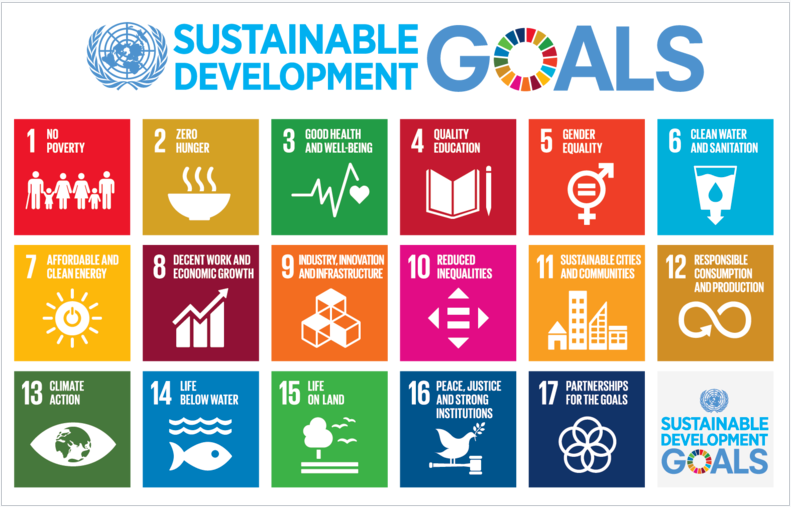 SUSTAINABLE
DEVELOPMENT
GOALS
1 NO
POVERTY
2 ZERO
HUNGER
3 GOOD HEALTH
AND WELL-BEING
4 QUALITY
EDUCATION
5 GENDER
EQUALITY
6 CLEAN WATER
AND SANITATION
7 AFFORDABLE AND
CLEAN ENERGY
8 DECENT WORK AND
ECONOMIC GROWTH
9 INDUSTRY, INNOVATION
AND INFRASTRUCTURE
10 REDUCED
INEQUALITIES
11 SUSTAINABLE CITIES
AND COMMUNITIES
12 RESPONSIBLE
CONSUMPTION
AND PRODUCTION
13 CLIMATE
ACTION
14 LIFE
BELOW WATER
15 LIFE
ON LAND
16 PEACE, JUSTICE
AND STRONG
INSTITUTIONS
17 PARTNERSHIPS
FOR THE GOALS
SUSTAINABLE
DEVELOPMENT
GOALS